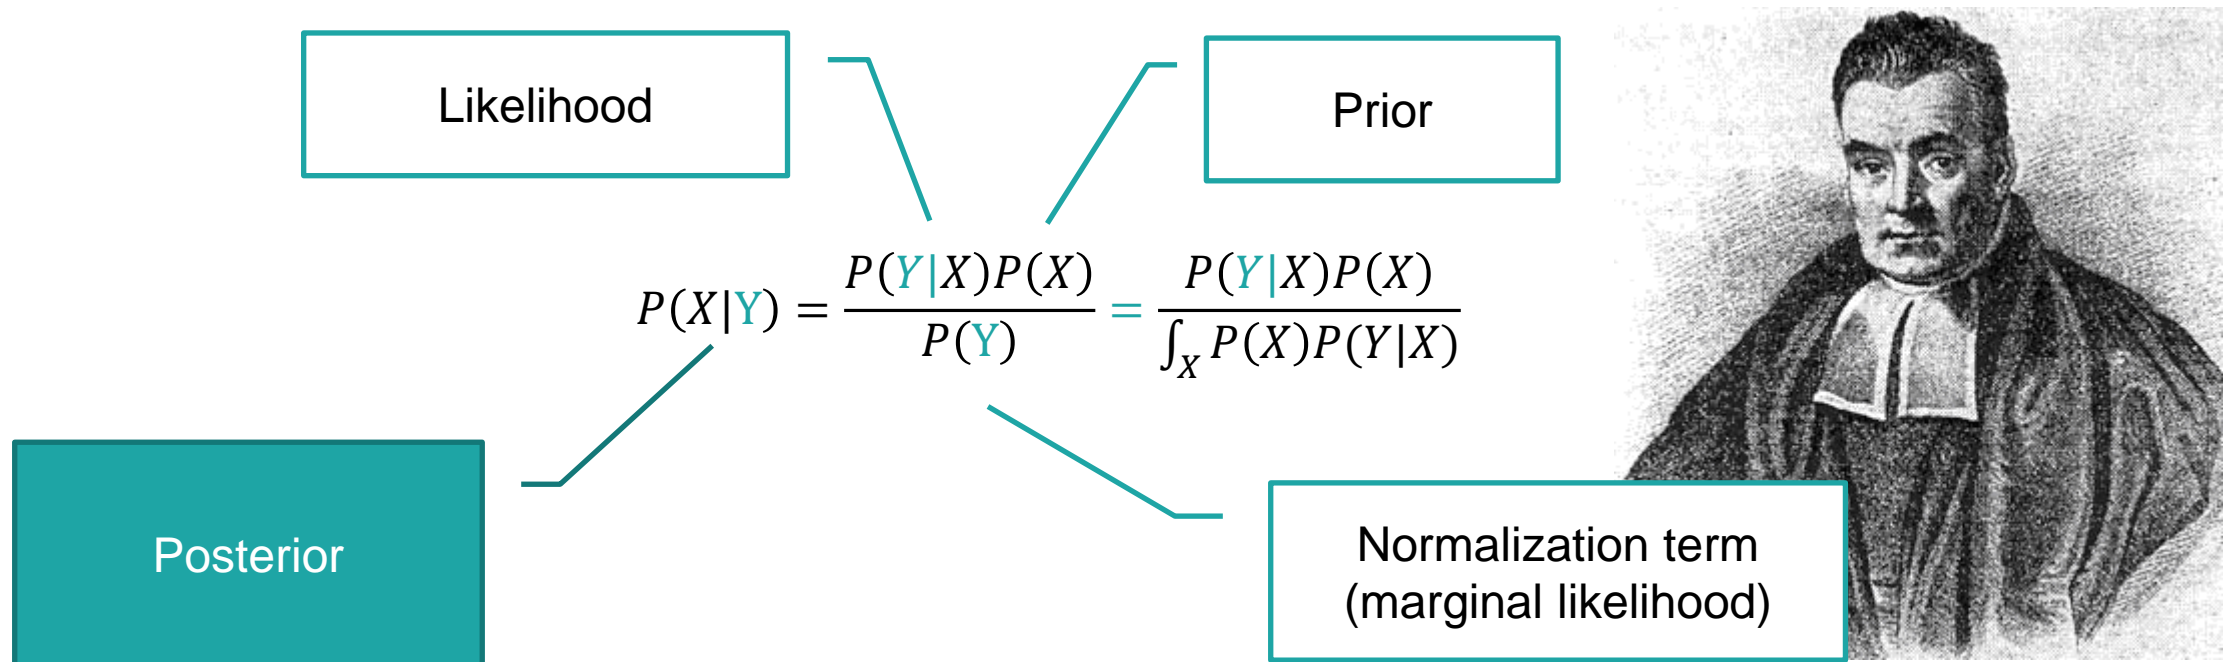 Likelihood
Prior
P(X|Y) = P(Y|X)P(X) / P(Y) = P(Y|X)P(X) / ∫_X P(X)P(Y|X)
Posterior
Normalization term
(marginal likelihood)